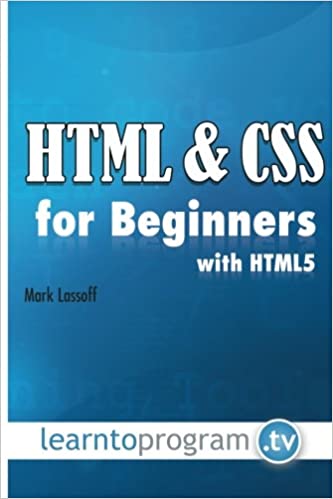 HTML & CSS
for Beginners
with HTML5
Mark Lassoff
learntoprogram.tv